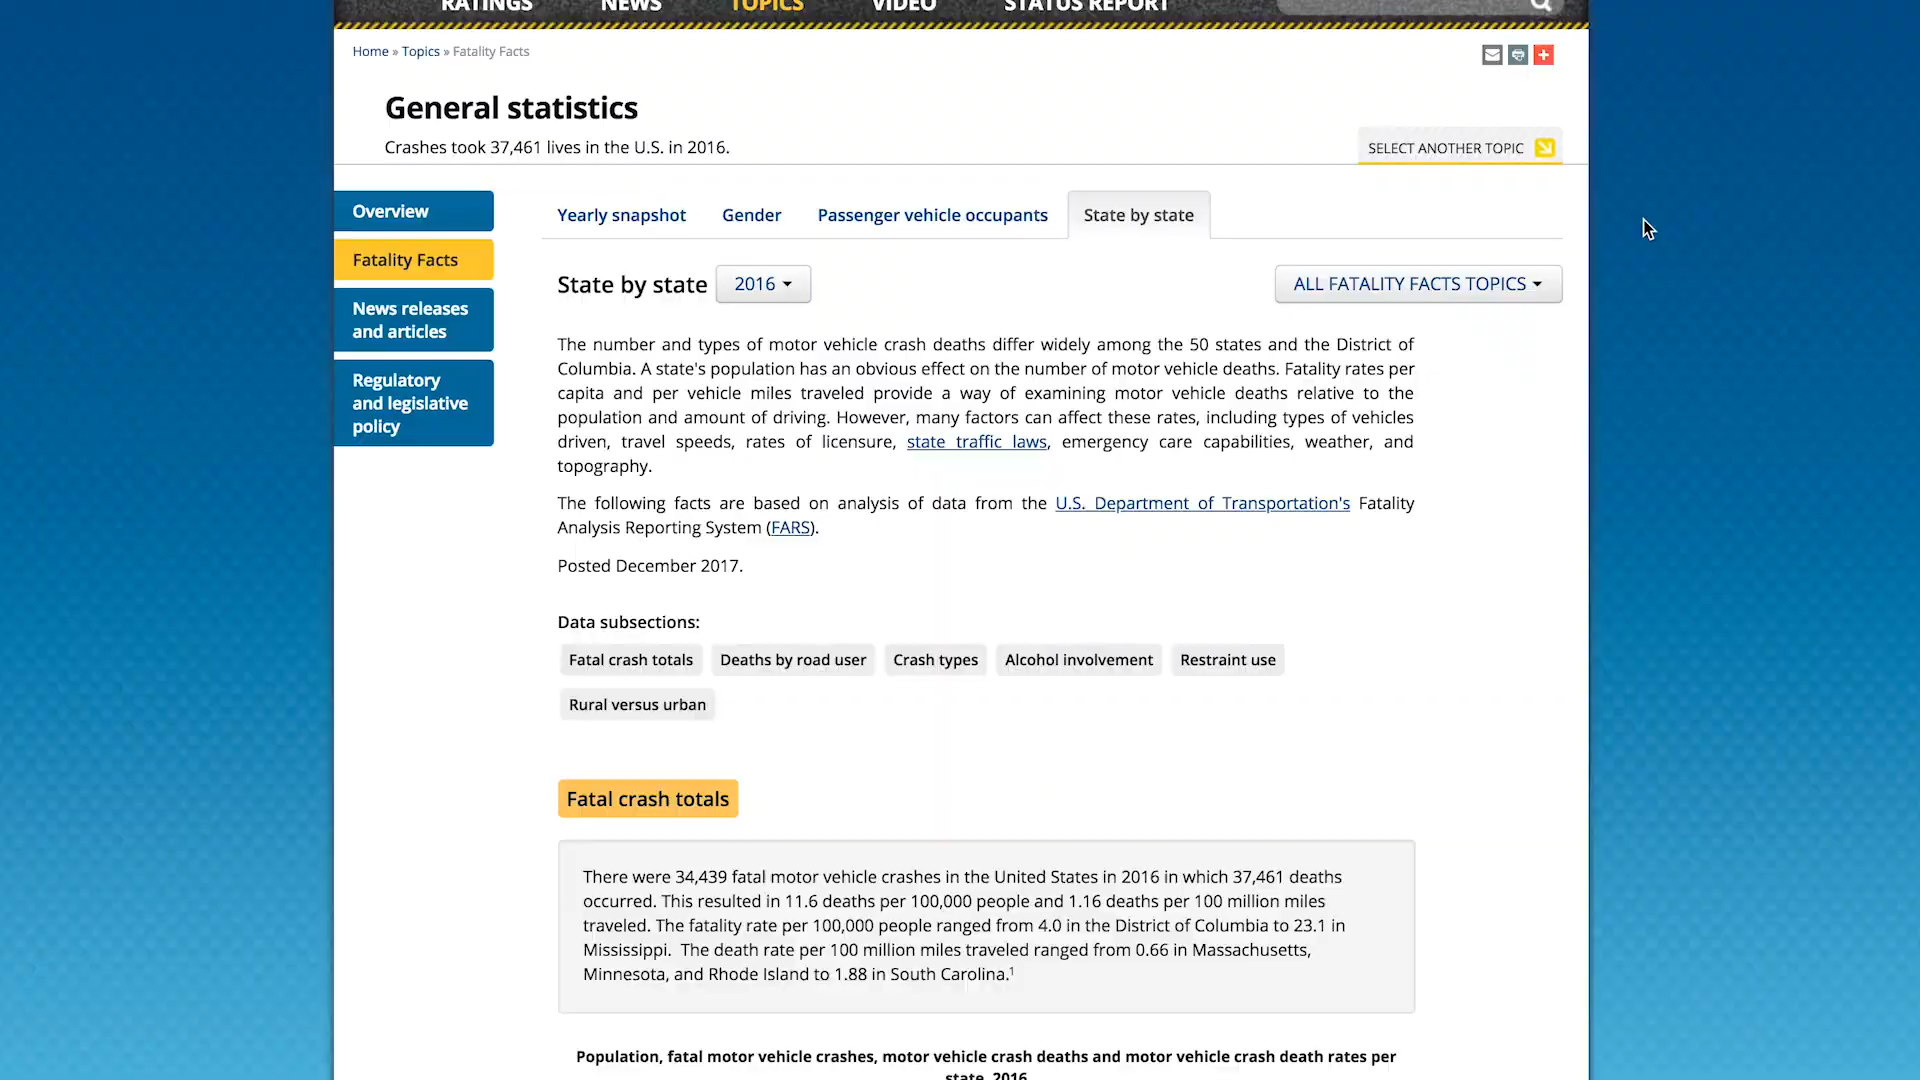 RATINGS NEWS TOPICS VIDEO STATUS REPORT
Home » Topics » Fatality Facts
General statistics
Crashes took 37,461 lives in the U.S. in 2016.
SELECT ANOTHER TOPIC
Overview
Fatality Facts
News releases
and articles
Regulatory
and legislative
policy
Yearly snapshot Gender Passenger vehicle occupants State by state
State by state 2016 ALL FATALITY FACTS TOPICS
The number and types of motor vehicle crash deaths differ widely among the 50 states and the District of
Columbia. A state's population has an obvious effect on the number of motor vehicle deaths. Fatality rates per
capita and per vehicle miles traveled provide a way of examining motor vehicle deaths relative to the
population and amount of driving. However, many factors can affect these rates, including types of vehicles
driven, travel speeds, rates of licensure, state traffic laws, emergency care capabilities, weather, and
topography.
The following facts are based on analysis of data from the U.S. Department of Transportation's Fatality
Analysis Reporting System (FARS).
Posted December 2017.
Data subsections:
Fatal crash totals Deaths by road user Crash types Alcohol involvement Restraint use
Rural versus urban
Fatal crash totals
There were 34,439 fatal motor vehicle crashes in the United States in 2016 in which 37,461 deaths
occurred. This resulted in 11.6 deaths per 100,000 people and 1.16 deaths per 100 million miles
traveled. The fatality rate per 100,000 people ranged from 4.0 in the District of Columbia to 23.1 in
Mississippi. The death rate per 100 million miles traveled ranged from 0.66 in Massachusetts,
Minnesota, and Rhode Island to 1.88 in South Carolina.¹
Population, fatal motor vehicle crashes, motor vehicle crash deaths and motor vehicle crash death rates per
state, 2016